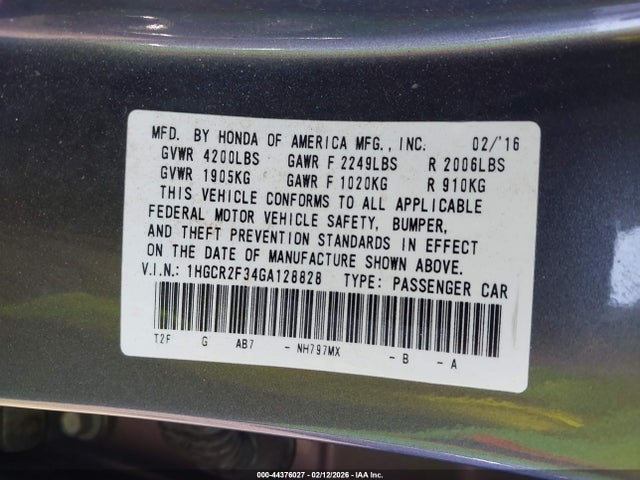 MFD. BY HONDA OF AMERICA MFG., INC. 02/'16
GVWR 4200LBS GAWR F 2249LBS R 2006LBS
GVWR 1905KG GAWR F 1020KG R 910KG
THIS VEHICLE CONFORMS TO ALL APPLICABLE
FEDERAL MOTOR VEHICLE SAFETY, BUMPER,
AND THEFT PREVENTION STANDARDS IN EFFECT
ON THE DATE OF MANUFACTURE SHOWN ABOVE.
V.I.N.: 1HGCR2F34GA128828 TYPE: PASSENGER CAR
T2F G AB7 - NH797MX - B - A
000-44376027 - 02/12/2026 - IAA Inc.